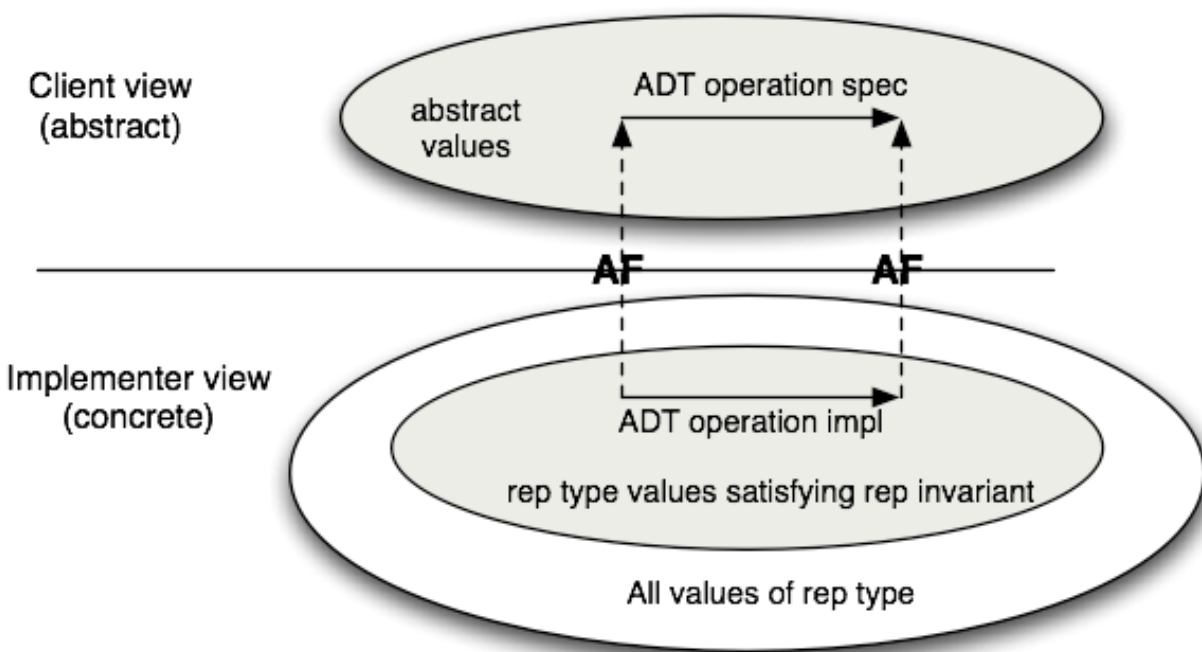 Client view
(abstract)
ADT operation spec
abstract
values
AF AF
Implementer view
(concrete)
ADT operation impl
rep type values satisfying rep invariant
All values of rep type